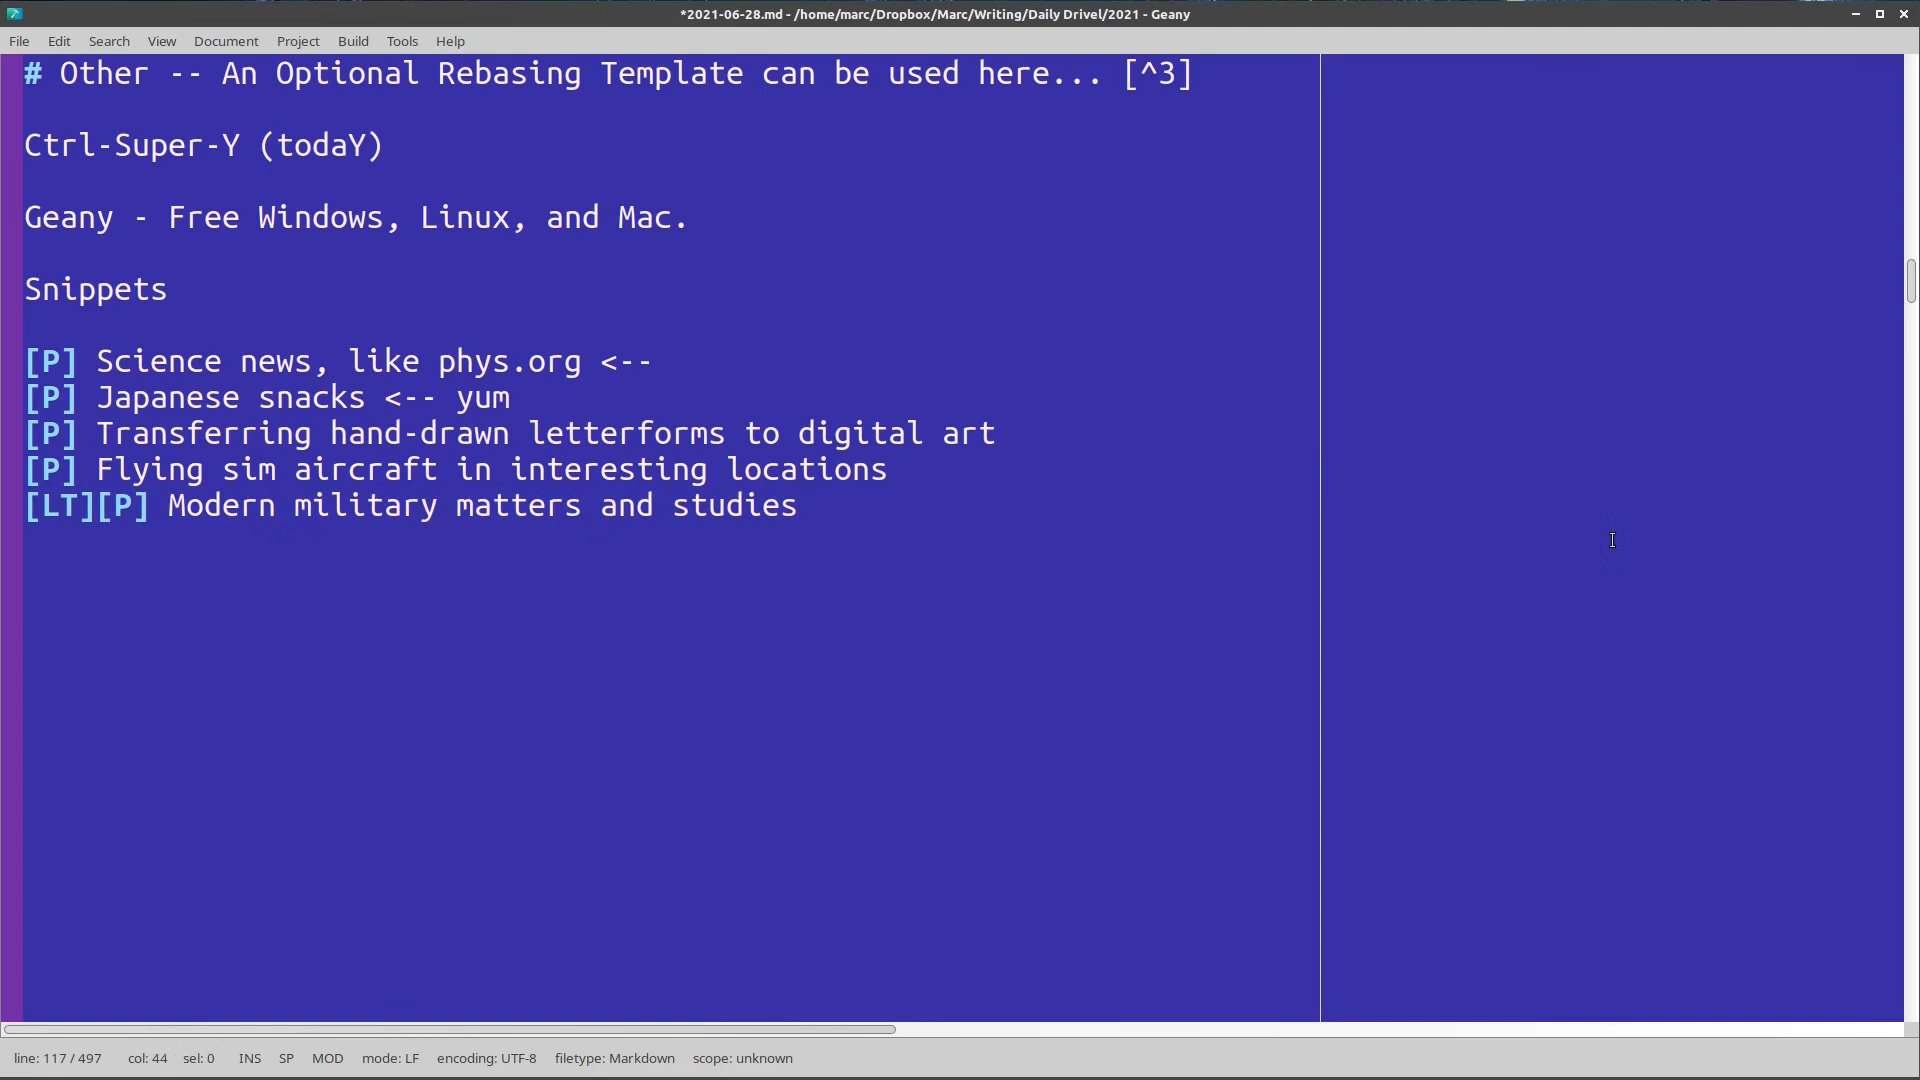 *2021-06-28.md - /home/marc/Dropbox/Marc/Writing/Daily Drivel/2021 - Geany
File Edit Search View Document Project Build Tools Help
# Other -- An Optional Rebasing Template can be used here... [^3]
Ctrl-Super-Y (todaY)
Geany - Free Windows, Linux, and Mac.
Snippets
[P] Science news, like phys.org <--
[P] Japanese snacks <-- yum
[P] Transferring hand-drawn letterforms to digital art
[P] Flying sim aircraft in interesting locations
[LT][P] Modern military matters and studies
line: 117 / 497 col: 44 sel: 0 INS SP MOD mode: LF encoding: UTF-8 filetype: Markdown scope: unknown